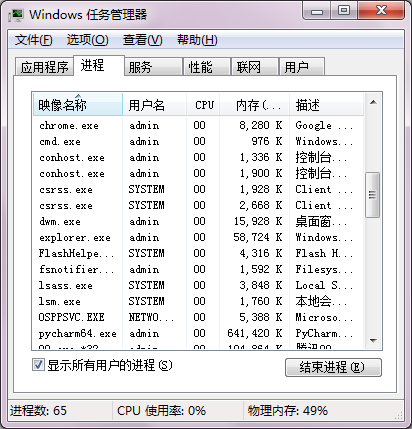 Windows 任务管理器
文件(F) 选项(O) 查看(V) 帮助(H)
应用程序 进程 服务 性能 联网 用户
映像名称 用户名 CPU 内存(... 描述
chrome.exe admin 00 8,280 K Google ...
cmd.exe admin 00 976 K Windows...
conhost.exe admin 00 1,336 K 控制台...
conhost.exe admin 00 1,900 K 控制台...
csrss.exe SYSTEM 00 1,928 K Client ...
csrss.exe SYSTEM 00 2,668 K Client ...
dwm.exe admin 00 15,928 K 桌面窗...
explorer.exe admin 00 58,724 K Windows...
FlashHelpe... SYSTEM 00 4,316 K Flash H...
fsnotifier... admin 00 1,592 K Filesys...
lsass.exe SYSTEM 00 3,848 K Local S...
lsm.exe SYSTEM 00 1,760 K 本地会...
OSPPSVC.EXE NETWO... 00 5,388 K Microso...
pycharm64.exe admin 00 641,420 K PyCharm...
QQ.exe *32 admin 00 104,864 K 腾讯QQ
显示所有用户的进程(S) 结束进程(E)
进程数: 65 CPU 使用率: 0% 物理内存: 49%